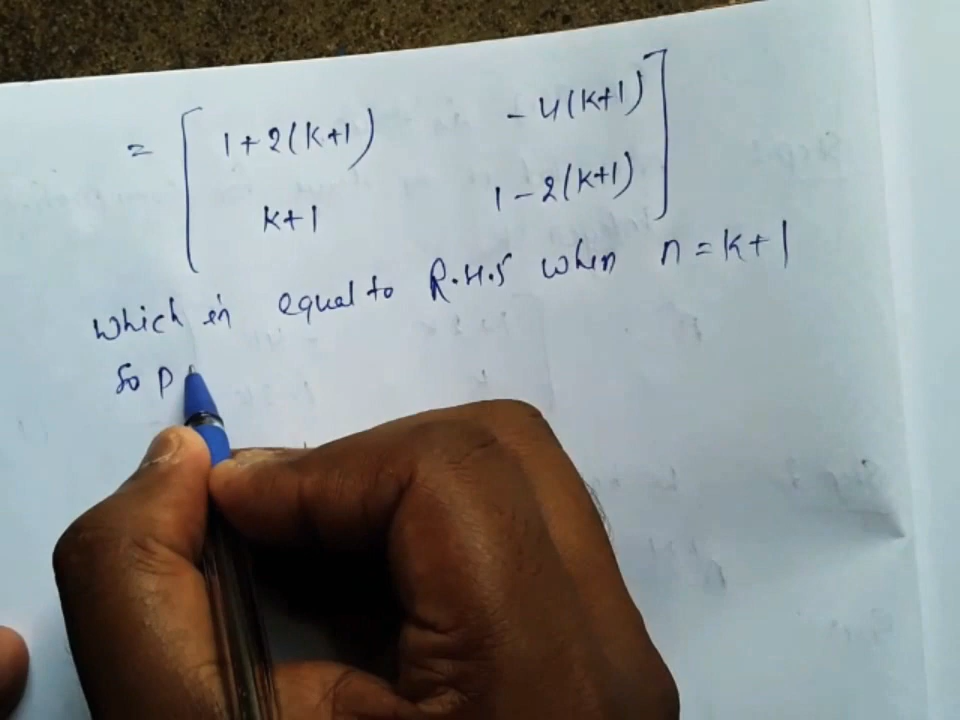 = [ 1+2(k+1) -4(k+1) ]
k+1 1-2(k+1)
which is equal to R.H.S when n=k+1
So P